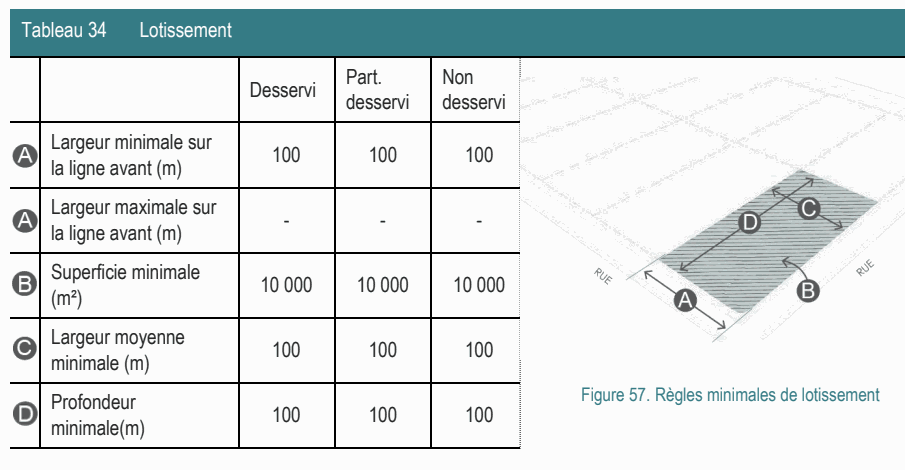 Tableau 34 Lotissement
Desservi
Part.
desservi
Non
desservi
A Largeur minimale sur
la ligne avant (m)
100 100 100
A Largeur maximale sur
la ligne avant (m)
- - -
B Superficie minimale
(m²)
10 000 10 000 10 000
C Largeur moyenne
minimale (m)
100 100 100
D Profondeur
minimale(m)
100 100 100
C
D
RUE
RUE
A
B
Figure 57. Règles minimales de lotissement